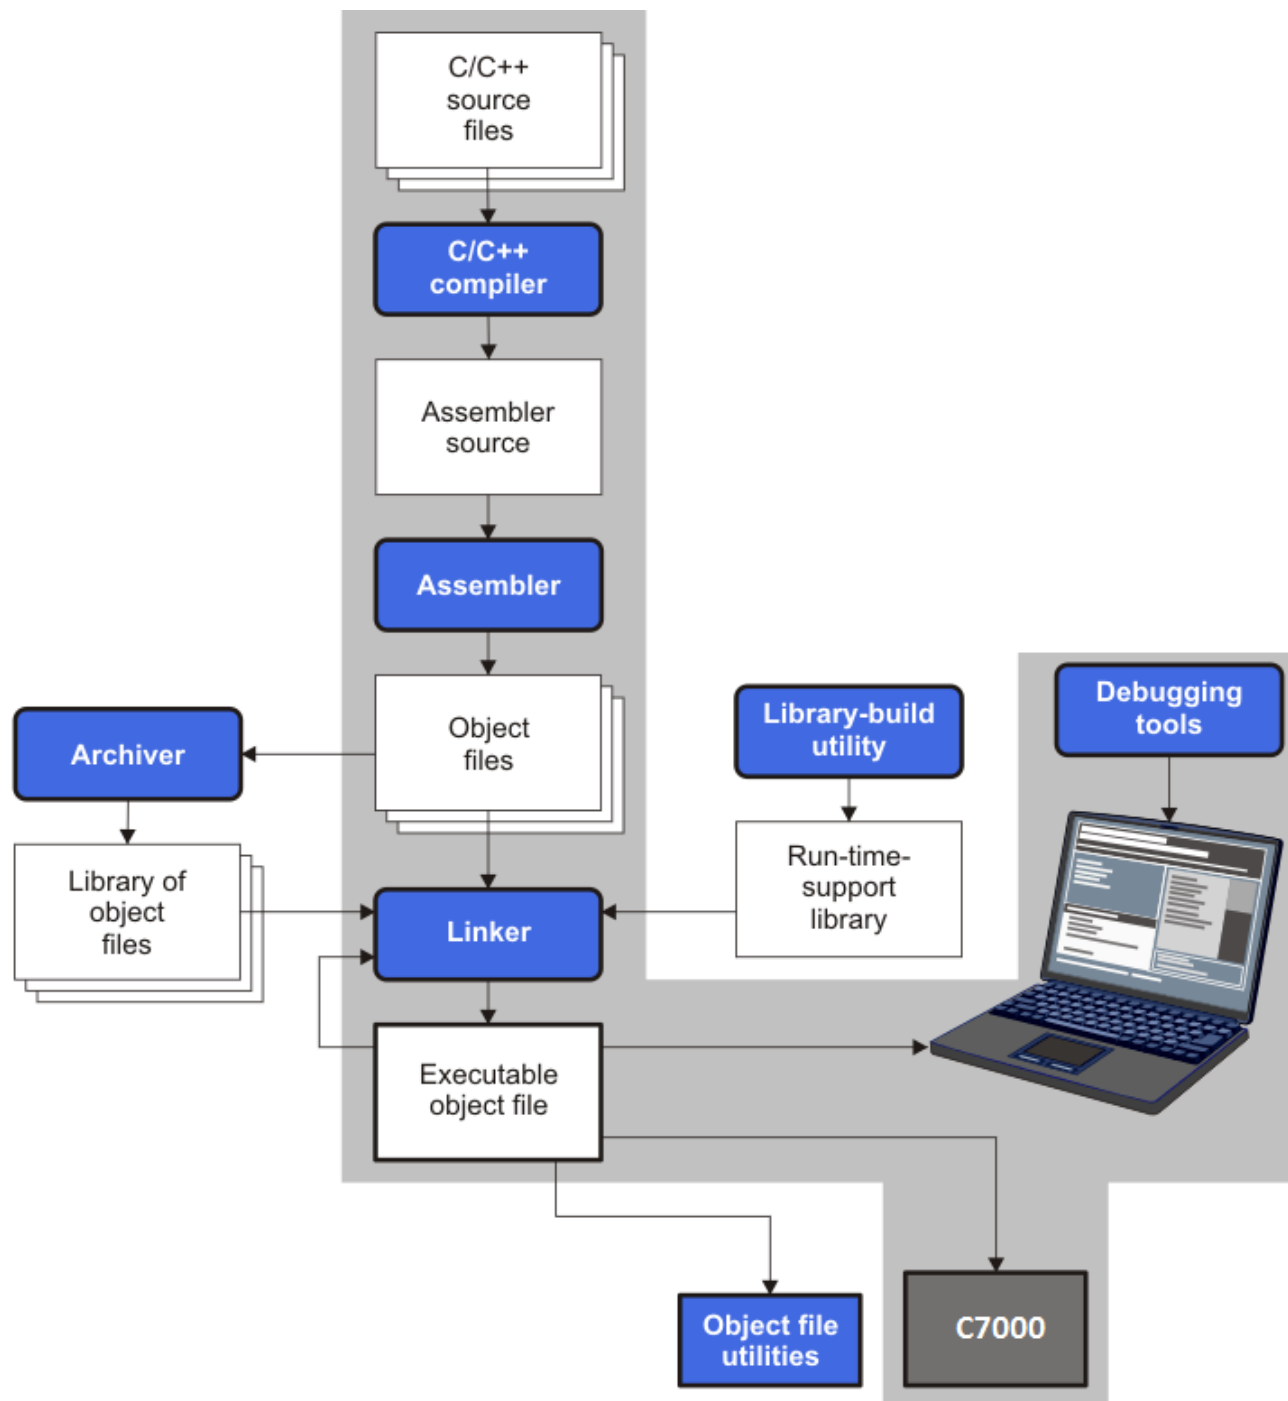 C/C++
source
files
C/C++
compiler
Assembler
source
Assembler
Object
files
Archiver
Library of
object
files
Library-build
utility
Run-time-
support
library
Debugging
tools
Linker
Executable
object file
Object file
utilities
C7000